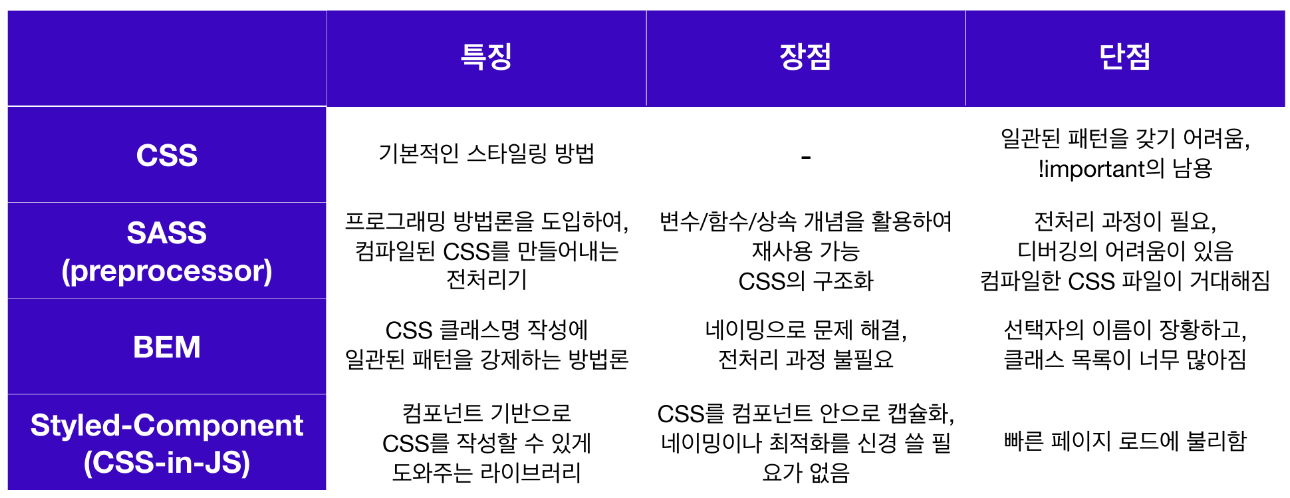 특징
장점
단점
CSS
기본적인 스타일링 방법
-
일관된 패턴을 갖기 어려움,
!important의 남용
SASS
(preprocessor)
프로그래밍 방법론을 도입하여,
컴파일된 CSS를 만들어내는
전처리기
변수/함수/상속 개념을 활용하여
재사용 가능
CSS의 구조화
전처리 과정이 필요,
디버깅의 어려움이 있음
컴파일한 CSS 파일이 거대해짐
BEM
CSS 클래스명 작성에
일관된 패턴을 강제하는 방법론
네이밍으로 문제 해결,
전처리 과정 불필요
선택자의 이름이 장황하고,
클래스 목록이 너무 많아짐
Styled-Component
(CSS-in-JS)
컴포넌트 기반으로
CSS를 작성할 수 있게
도와주는 라이브러리
CSS를 컴포넌트 안으로 캡슐화,
네이밍이나 최적화를 신경 쓸 필
요가 없음
빠른 페이지 로드에 불리함